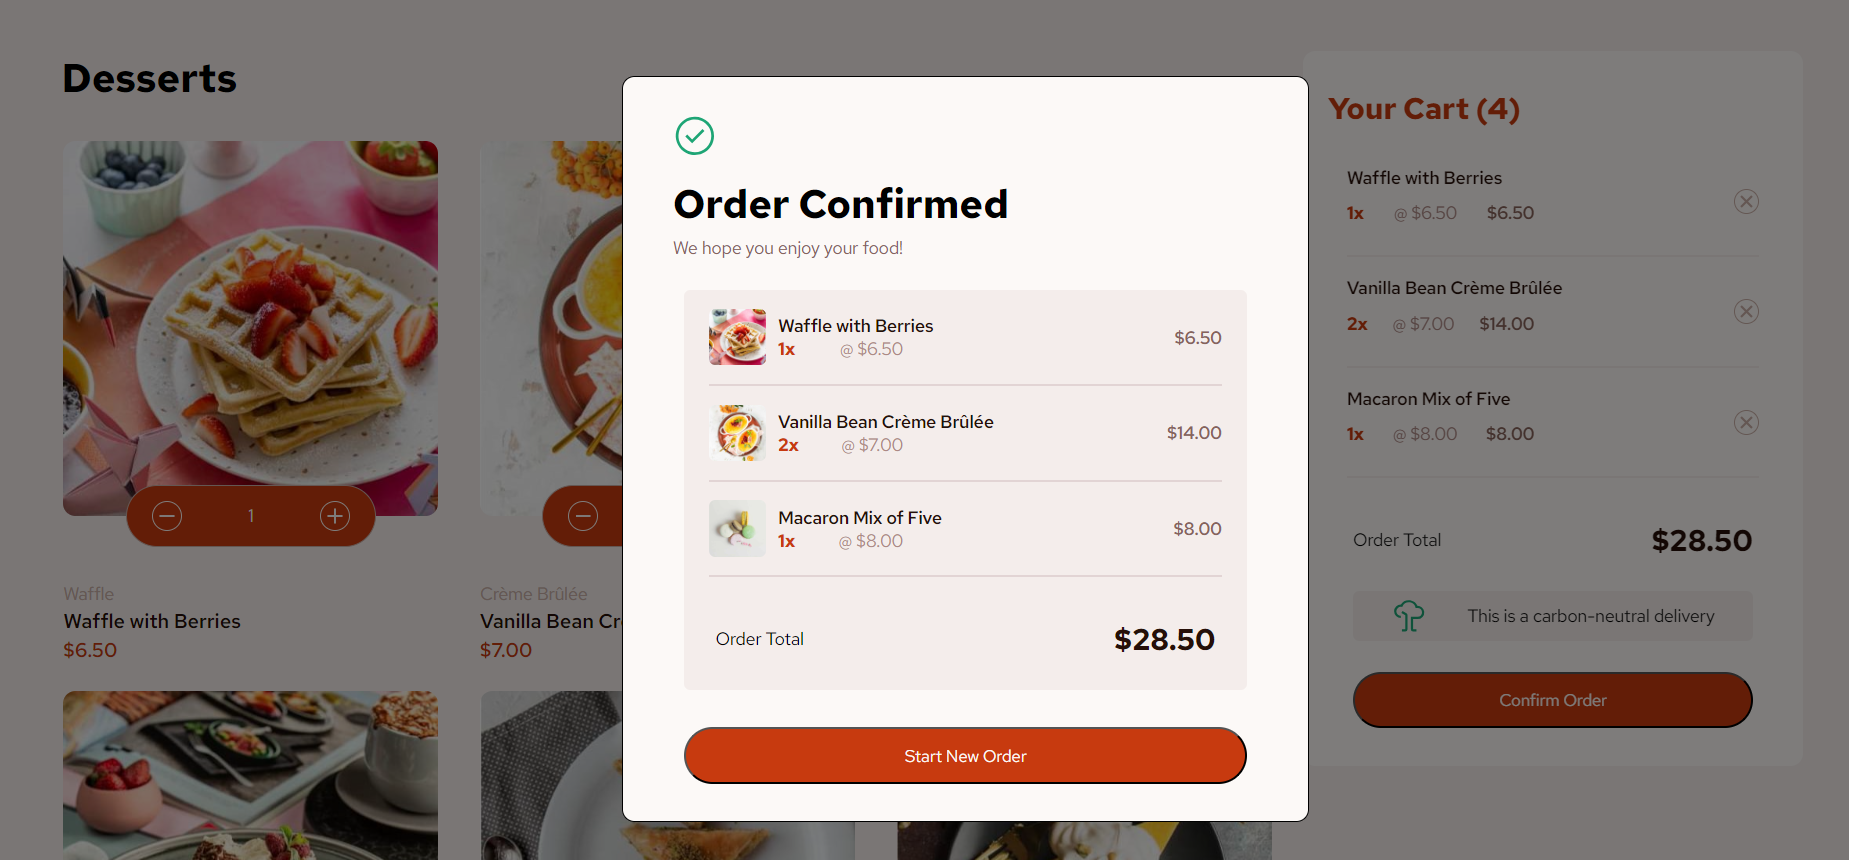 Desserts
1
Waffle
Waffle with Berries
$6.50
Crème Brûlée
Vanilla Bean Cr
$7.00
Order Confirmed
We hope you enjoy your food!
Waffle with Berries
1x @ $6.50 $6.50
Vanilla Bean Crème Brûlée
2x @ $7.00 $14.00
Macaron Mix of Five
1x @ $8.00 $8.00
Order Total $28.50
Start New Order
Your Cart (4)
Waffle with Berries
1x @ $6.50 $6.50
Vanilla Bean Crème Brûlée
2x @ $7.00 $14.00
Macaron Mix of Five
1x @ $8.00 $8.00
Order Total $28.50
This is a carbon-neutral delivery
Confirm Order